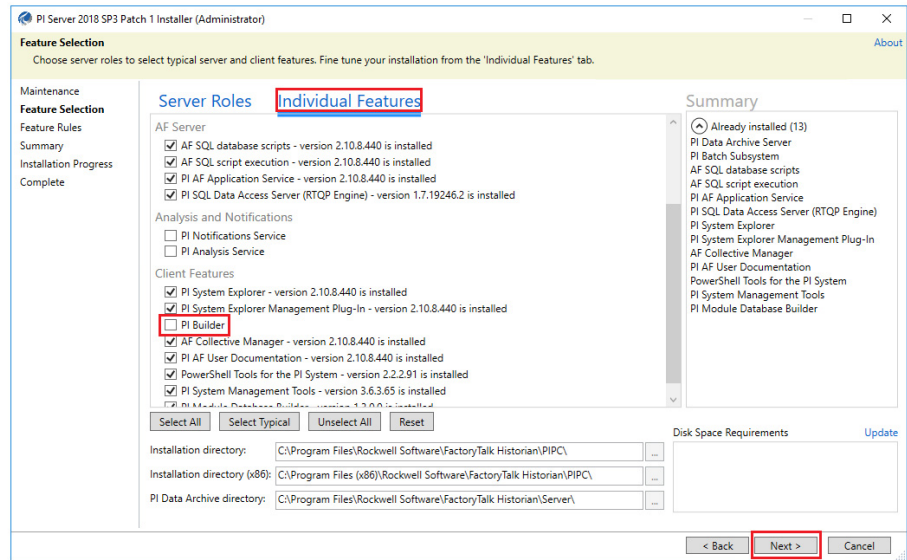 PI Server 2018 SP3 Patch 1 Installer (Administrator)
Feature Selection
About
Choose server roles to select typical server and client features. Fine tune your installation from the 'Individual Features' tab.
Maintenance
Feature Selection
Feature Rules
Summary
Installation Progress
Complete
Server Roles
Individual Features
AF Server
AF SQL database scripts - version 2.10.8.440 is installed
AF SQL script execution - version 2.10.8.440 is installed
PI AF Application Service - version 2.10.8.440 is installed
PI SQL Data Access Server (RTQP Engine) - version 1.7.19246.2 is installed
Analysis and Notifications
PI Notifications Service
PI Analysis Service
Client Features
PI System Explorer - version 2.10.8.440 is installed
PI System Explorer Management Plug-In - version 2.10.8.440 is installed
PI Builder
AF Collective Manager - version 2.10.8.440 is installed
PI AF User Documentation - version 2.10.8.440 is installed
PowerShell Tools for the PI System - version 2.2.2.91 is installed
PI System Management Tools - version 3.6.3.65 is installed
PI Module Database Builder - version 1.2.0.0 is installed
Select All
Select Typical
Unselect All
Reset
Installation directory:
C:\Program Files\Rockwell Software\FactoryTalk Historian\PIPC\
...
Installation directory (x86):
C:\Program Files (x86)\Rockwell Software\FactoryTalk Historian\PIPC\
...
PI Data Archive directory:
C:\Program Files\Rockwell Software\FactoryTalk Historian\Server\
...
Summary
Already installed (13)
PI Data Archive Server
PI Batch Subsystem
AF SQL database scripts
AF SQL script execution
PI AF Application Service
PI SQL Data Access Server (RTQP Engine)
PI System Explorer
PI System Explorer Management Plug-In
AF Collective Manager
PI AF User Documentation
PowerShell Tools for the PI System
PI System Management Tools
PI Module Database Builder
Disk Space Requirements
Update
< Back
Next >
Cancel